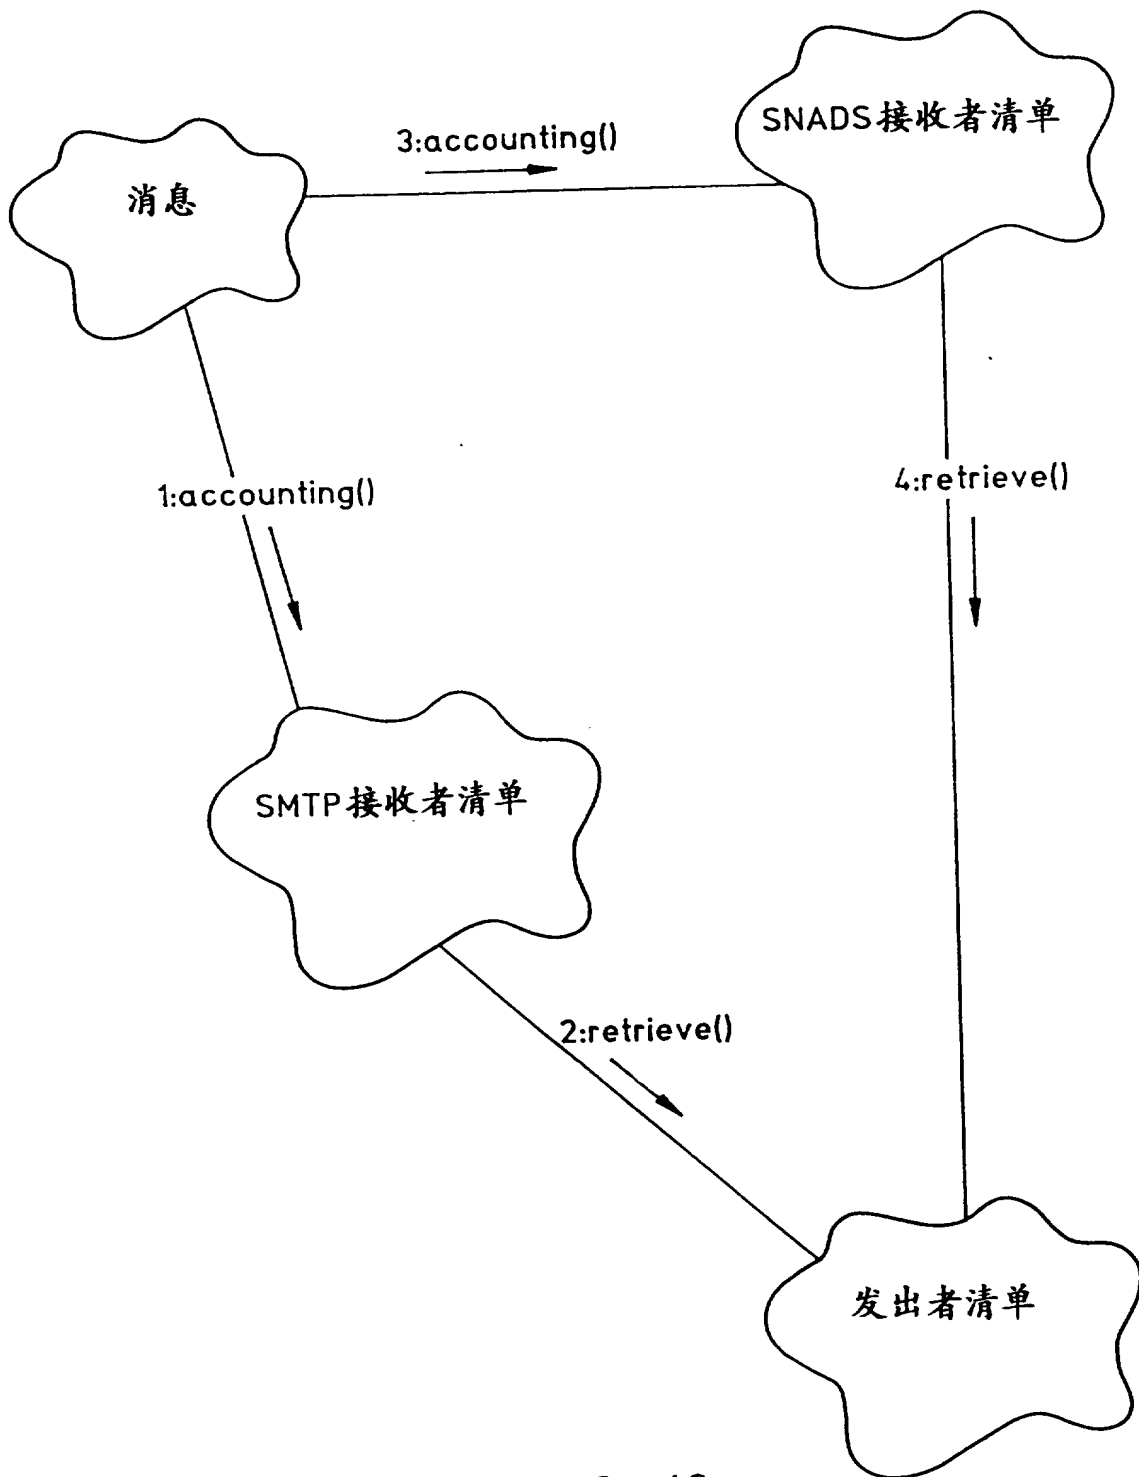 SNADS接收者清单
3:accounting()
消息
1:accounting()
4:retrieve()
SMTP接收者清单
2:retrieve()
发出者清单